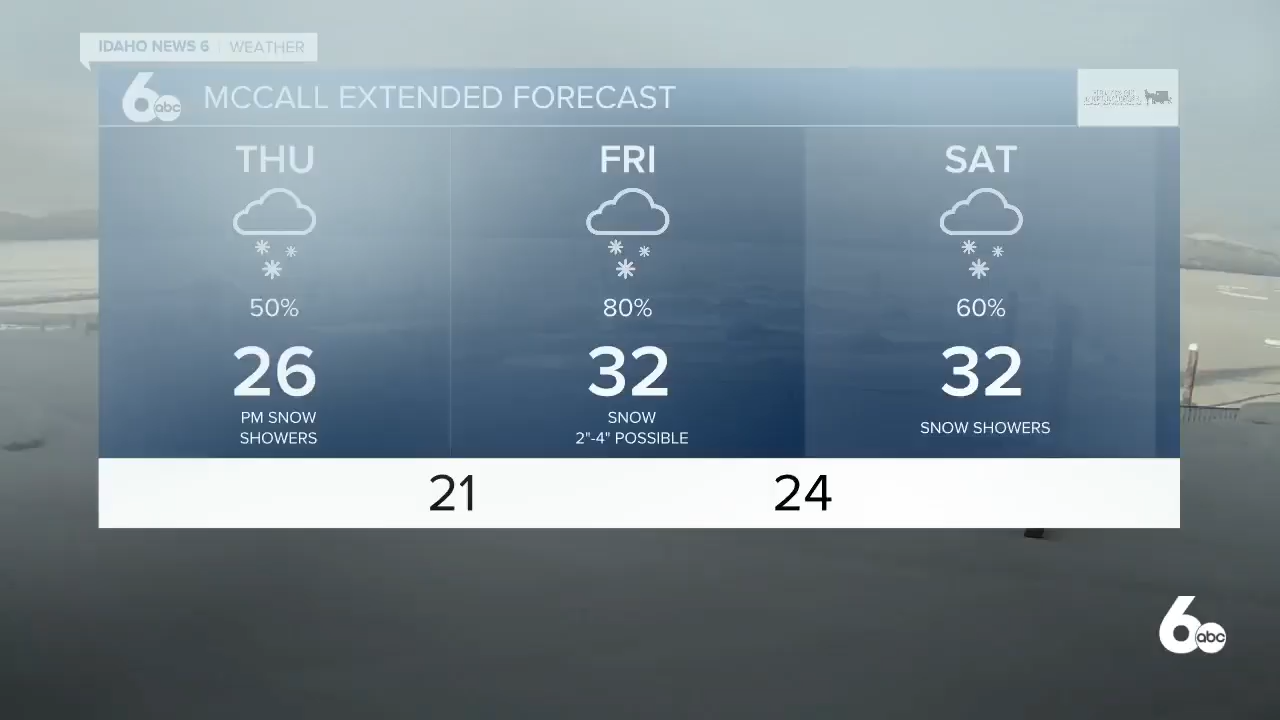 IDAHO NEWS 6 | WEATHER
6 abc MCCALL EXTENDED FORECAST
THU FRI SAT
50% 80% 60%
26 32 32
PM SNOW
SHOWERS
SNOW
2"-4" POSSIBLE
SNOW SHOWERS
21 24
6 abc